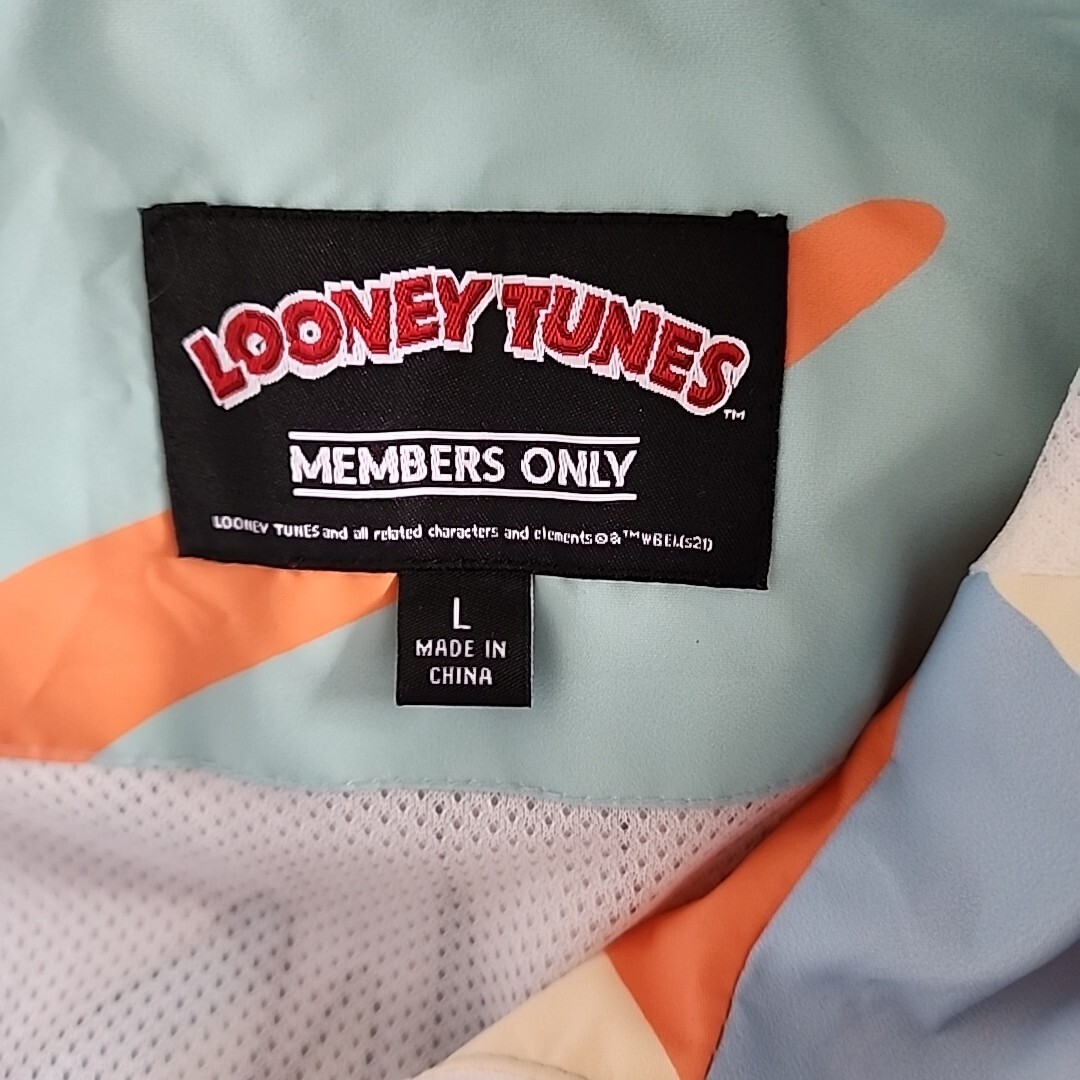 LOONEY TUNES
™
MEMBERS ONLY
LOONEY TUNES and all related characters and elements © & ™ WBEI. (s21)
L
MADE IN
CHINA